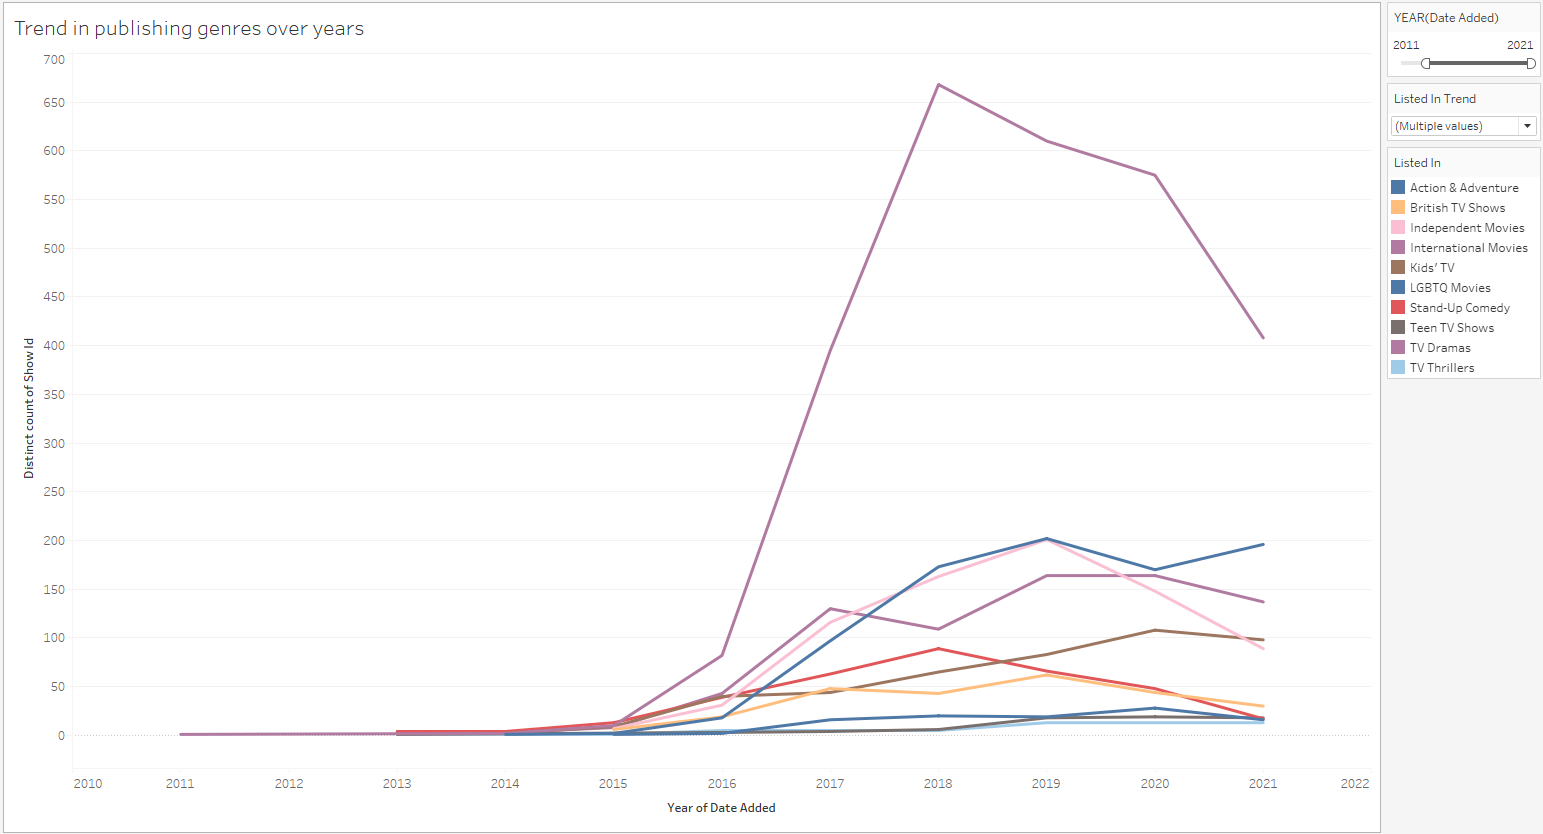 Trend in publishing genres over years
700
650
600
550
500
450
400
350
300
250
200
150
100
50
0
Distinct count of Show Id
2010 2011 2012 2013 2014 2015 2016 2017 2018 2019 2020 2021 2022
Year of Date Added
YEAR(Date Added)
2011 2021
Listed In Trend
(Multiple values)
Listed In
Action & Adventure
British TV Shows
Independent Movies
International Movies
Kids' TV
LGBTQ Movies
Stand-Up Comedy
Teen TV Shows
TV Dramas
TV Thrillers